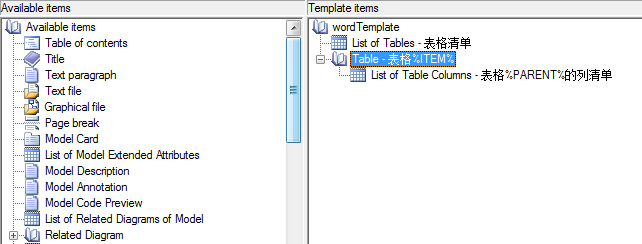 Available items
Available items
Table of contents
Title
Text paragraph
Text file
Graphical file
Page break
Model Card
List of Model Extended Attributes
Model Description
Model Annotation
Model Code Preview
List of Related Diagrams of Model
Related Diagram
Template items
wordTemplate
List of Tables - 表格清单
Table - 表格%ITEM%
List of Table Columns - 表格%PARENT%的列清单